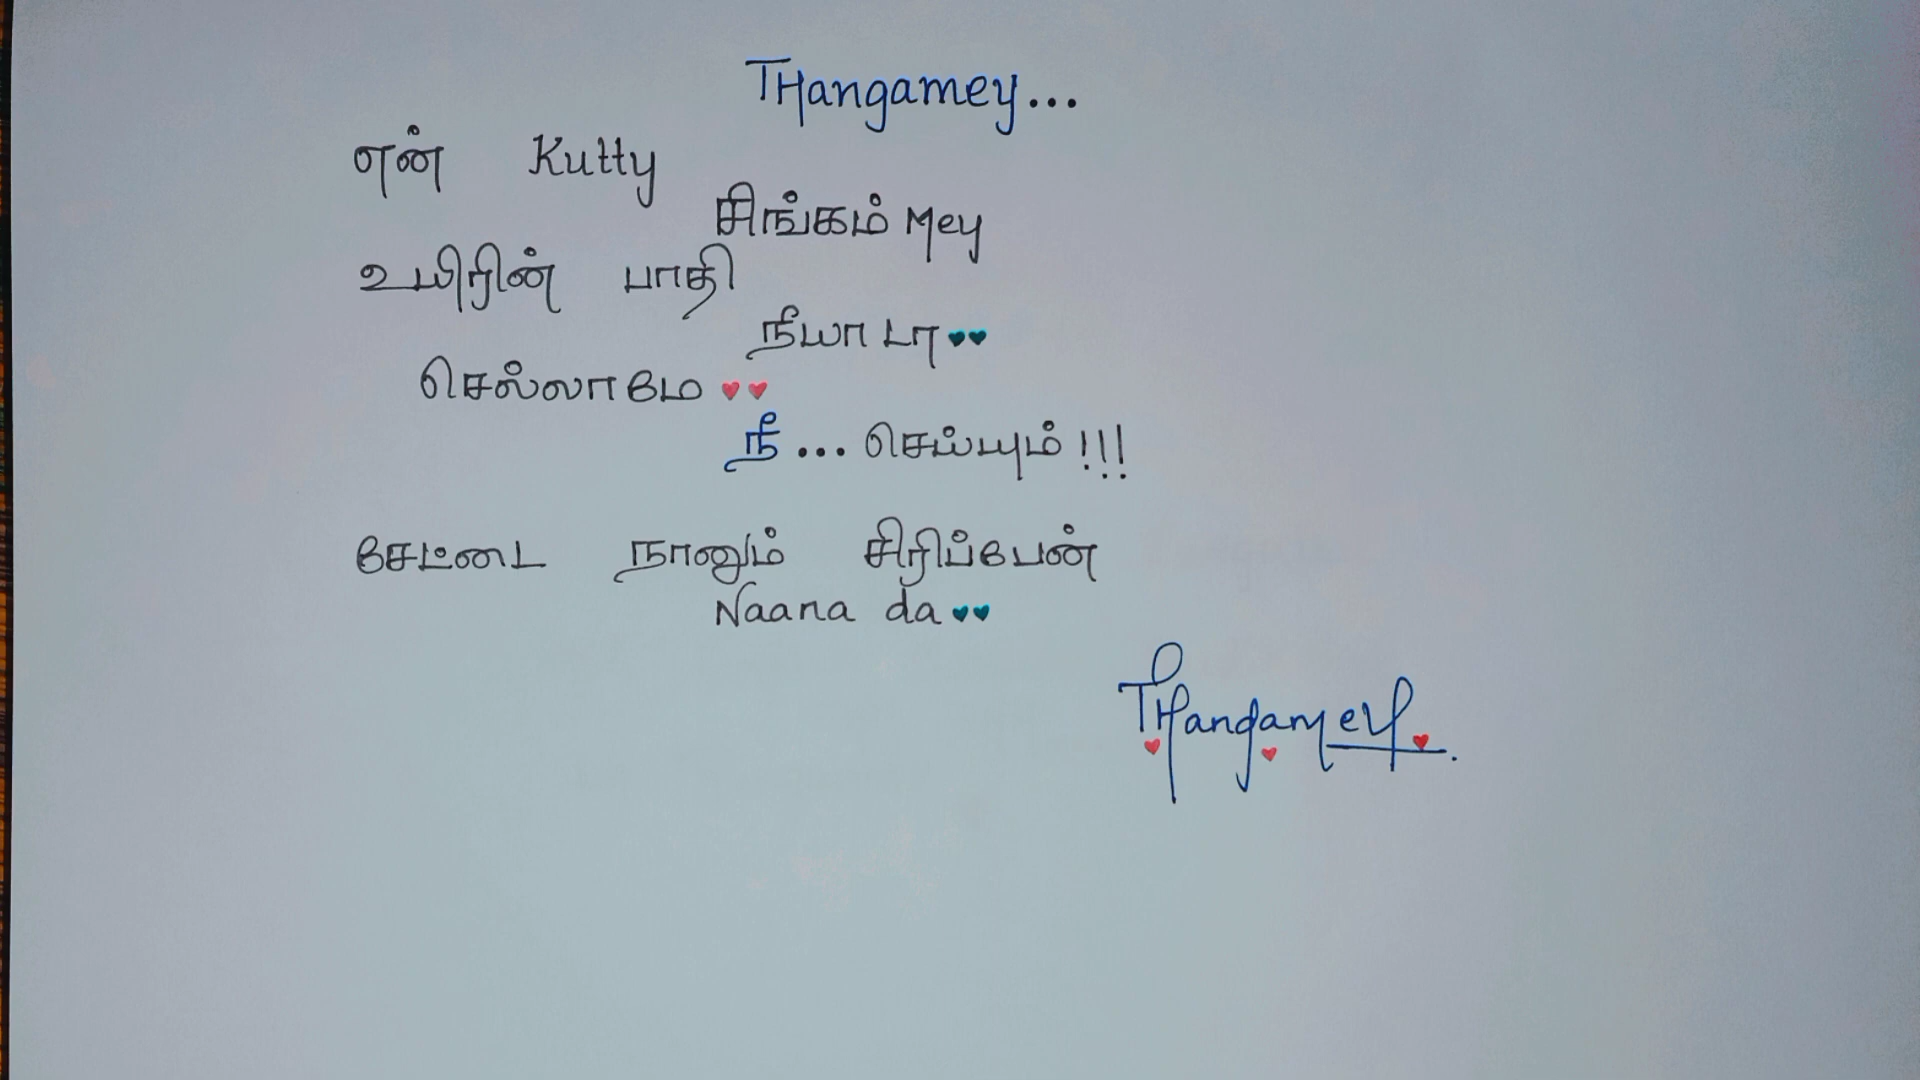 THangamey...
என் Kutty
சிங்கம் Mey
உயிரின் பாதி
நீயா டா
செல்லாமே
நீ... செய்யும்!!!
சேட்டை நானும் சிரிப்பேன்
Naana da
THangamey.